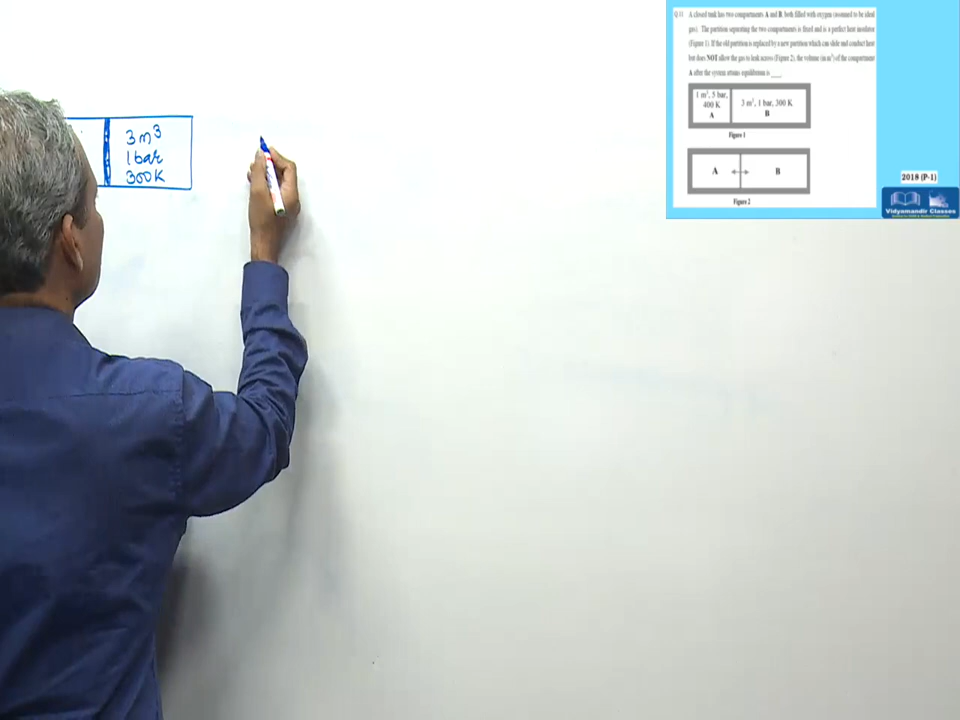 3 m³
1 bar
300K
Q.11 A closed tank has two compartments A and B, both filled with oxygen (assumed to be ideal
gas). The partition separating the two compartments is fixed and is a perfect heat insulator
(Figure 1). If the old partition is replaced by a new partition which can slide and conduct heat
but does NOT allow the gas to leak across (Figure 2), the volume (in m³) of the compartment
A after the system attains equilibrium is ____
1 m³, 5 bar,
400 K
A
3 m³, 1 bar, 300 K
B
Figure 1
A
B
Figure 2
2018 (P-1)
Vidyamandir Classes